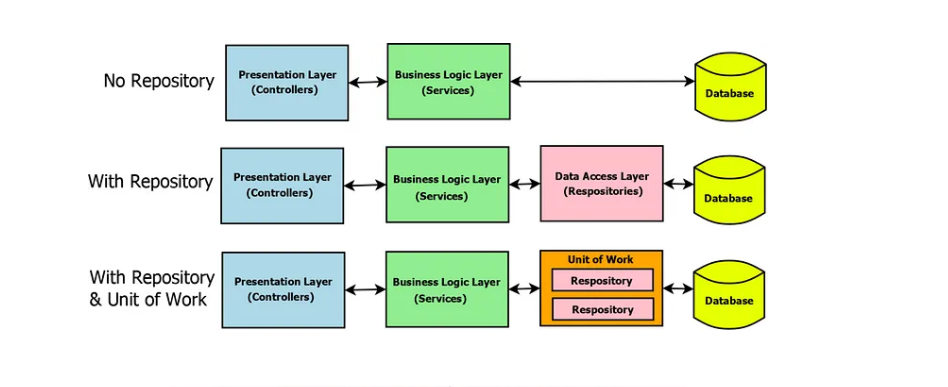 No Repository
Presentation Layer
(Controllers)
Business Logic Layer
(Services)
Database
With Repository
Presentation Layer
(Controllers)
Business Logic Layer
(Services)
Data Access Layer
(Respositories)
Database
With Repository
& Unit of Work
Presentation Layer
(Controllers)
Business Logic Layer
(Services)
Unit of Work
Respository
Respository
Database